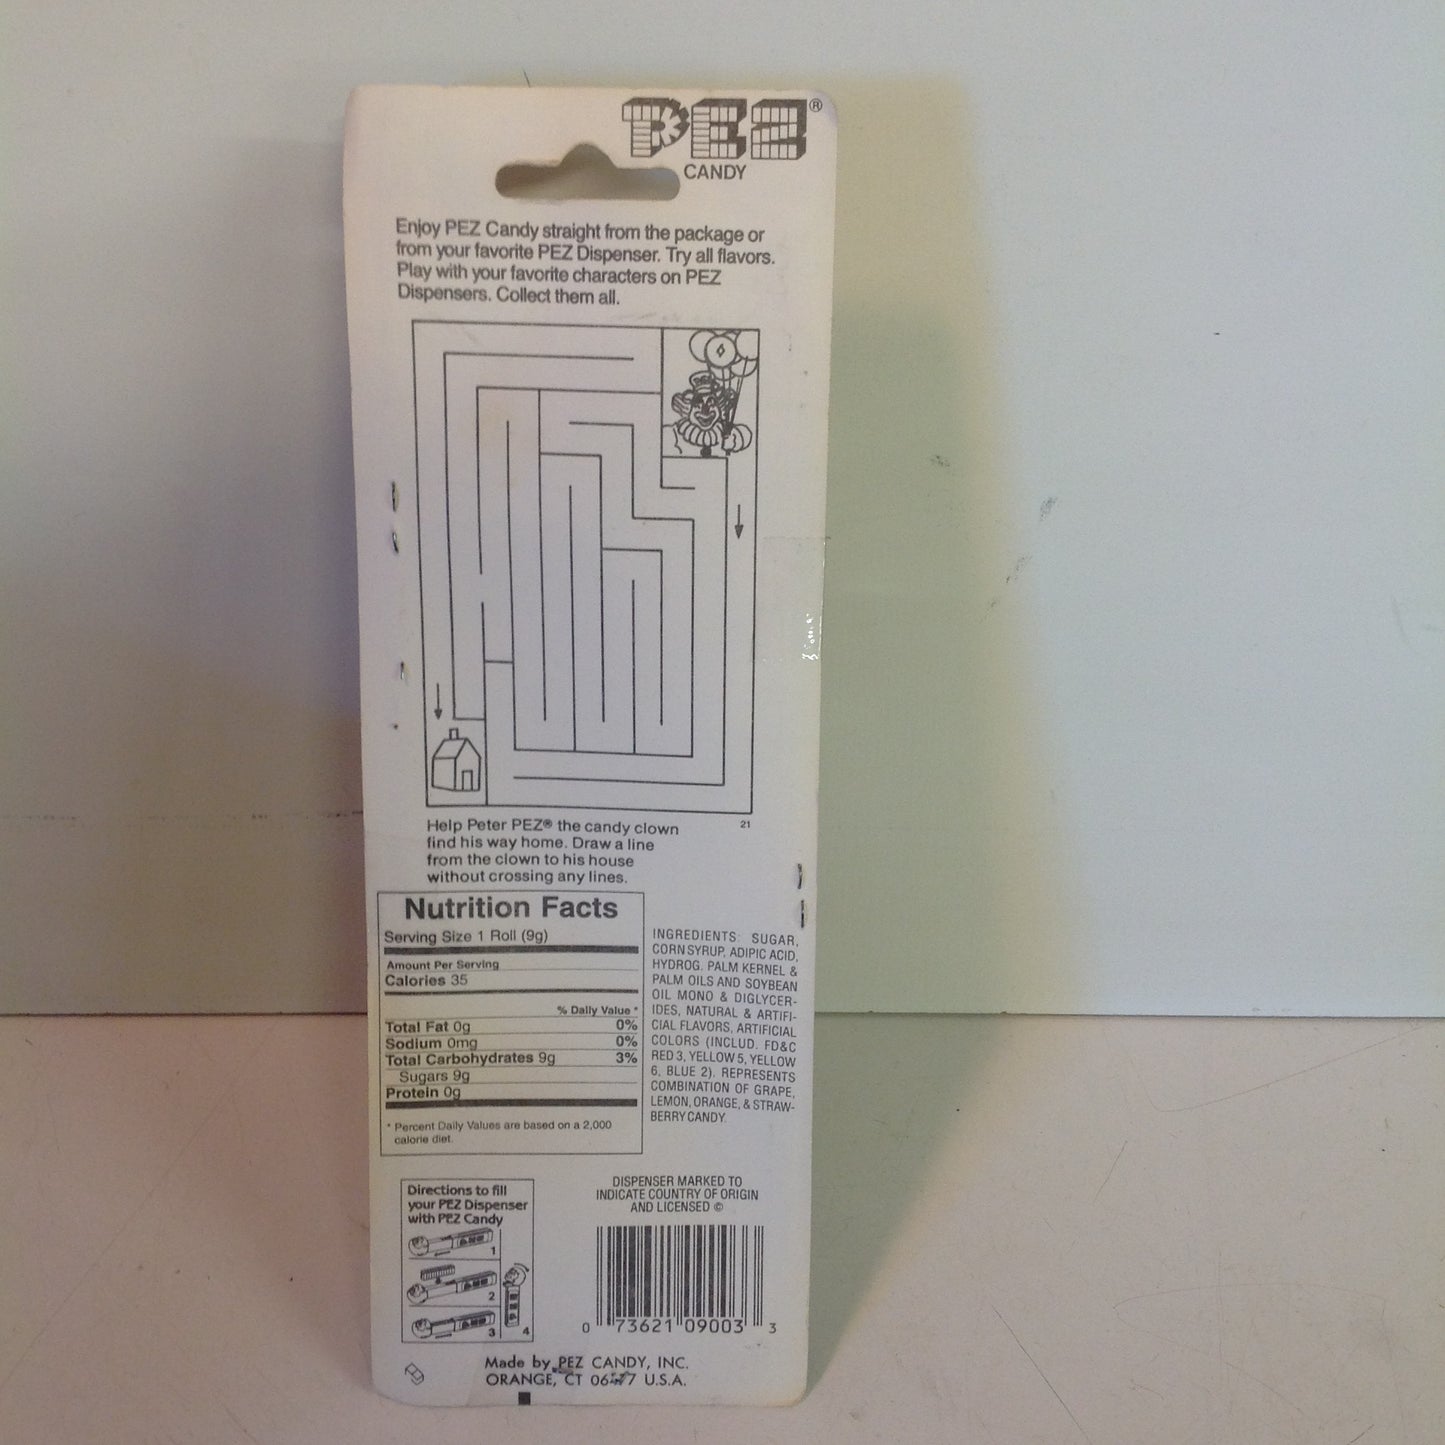 PEZ®
CANDY
Enjoy PEZ Candy straight from the package or
from your favorite PEZ Dispenser. Try all flavors.
Play with your favorite characters on PEZ
Dispensers. Collect them all.
21
Help Peter PEZ® the candy clown
find his way home. Draw a line
from the clown to his house
without crossing any lines.
Nutrition Facts
Serving Size 1 Roll (9g)
Amount Per Serving
Calories 35
% Daily Value *
Total Fat 0g 0%
Sodium 0mg 0%
Total Carbohydrates 9g 3%
Sugars 9g
Protein 0g
* Percent Daily Values are based on a 2,000
calorie diet.
INGREDIENTS: SUGAR,
CORN SYRUP, ADIPIC ACID,
HYDROG. PALM KERNEL &
PALM OILS AND SOYBEAN
OIL MONO & DIGLYCER-
IDES, NATURAL & ARTIFI-
CIAL FLAVORS, ARTIFICIAL
COLORS (INCLUD. FD&C
RED 3, YELLOW 5, YELLOW
6, BLUE 2). REPRESENTS
COMBINATION OF GRAPE,
LEMON, ORANGE, & STRAW-
BERRY CANDY.
Directions to fill
your PEZ Dispenser
with PEZ Candy
1
2
3
4
DISPENSER MARKED TO
INDICATE COUNTRY OF ORIGIN
AND LICENSED ©
0 73621 09003 3
Made by PEZ CANDY, INC.
ORANGE, CT U.S.A.